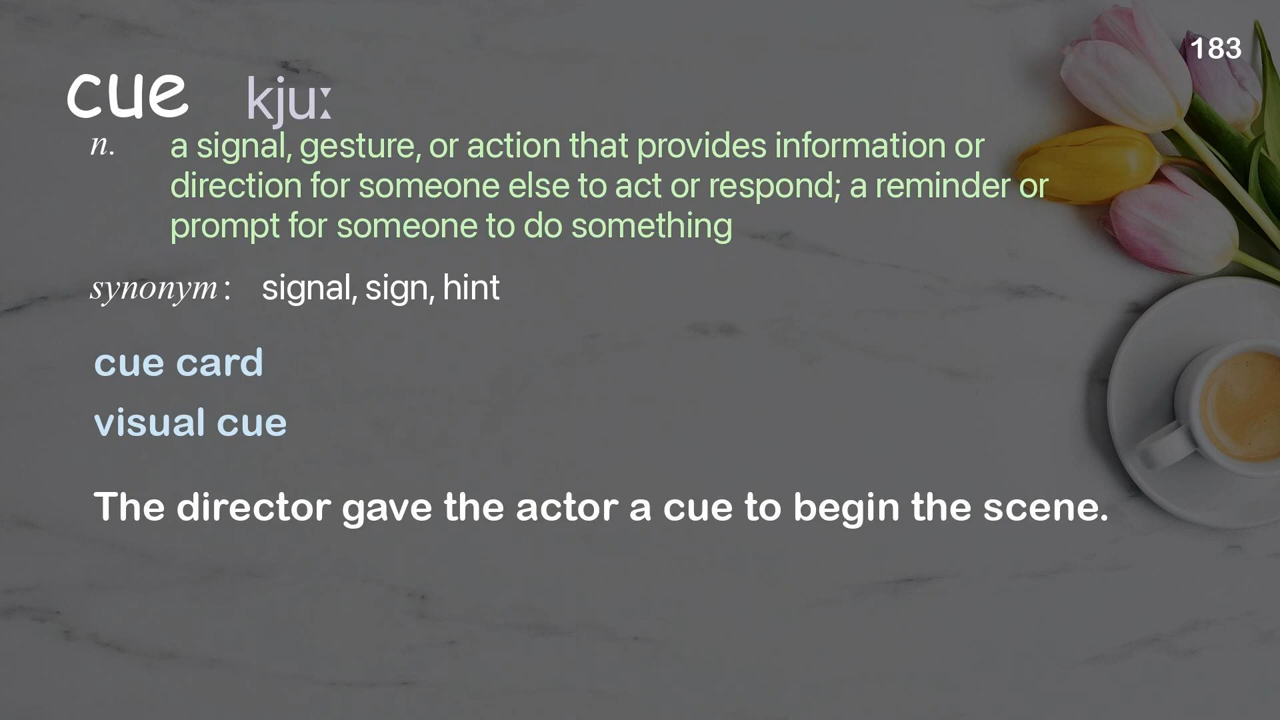 183
cue kjuː
n. a signal, gesture, or action that provides information or
direction for someone else to act or respond; a reminder or
prompt for someone to do something
synonym: signal, sign, hint
cue card
visual cue
The director gave the actor a cue to begin the scene.